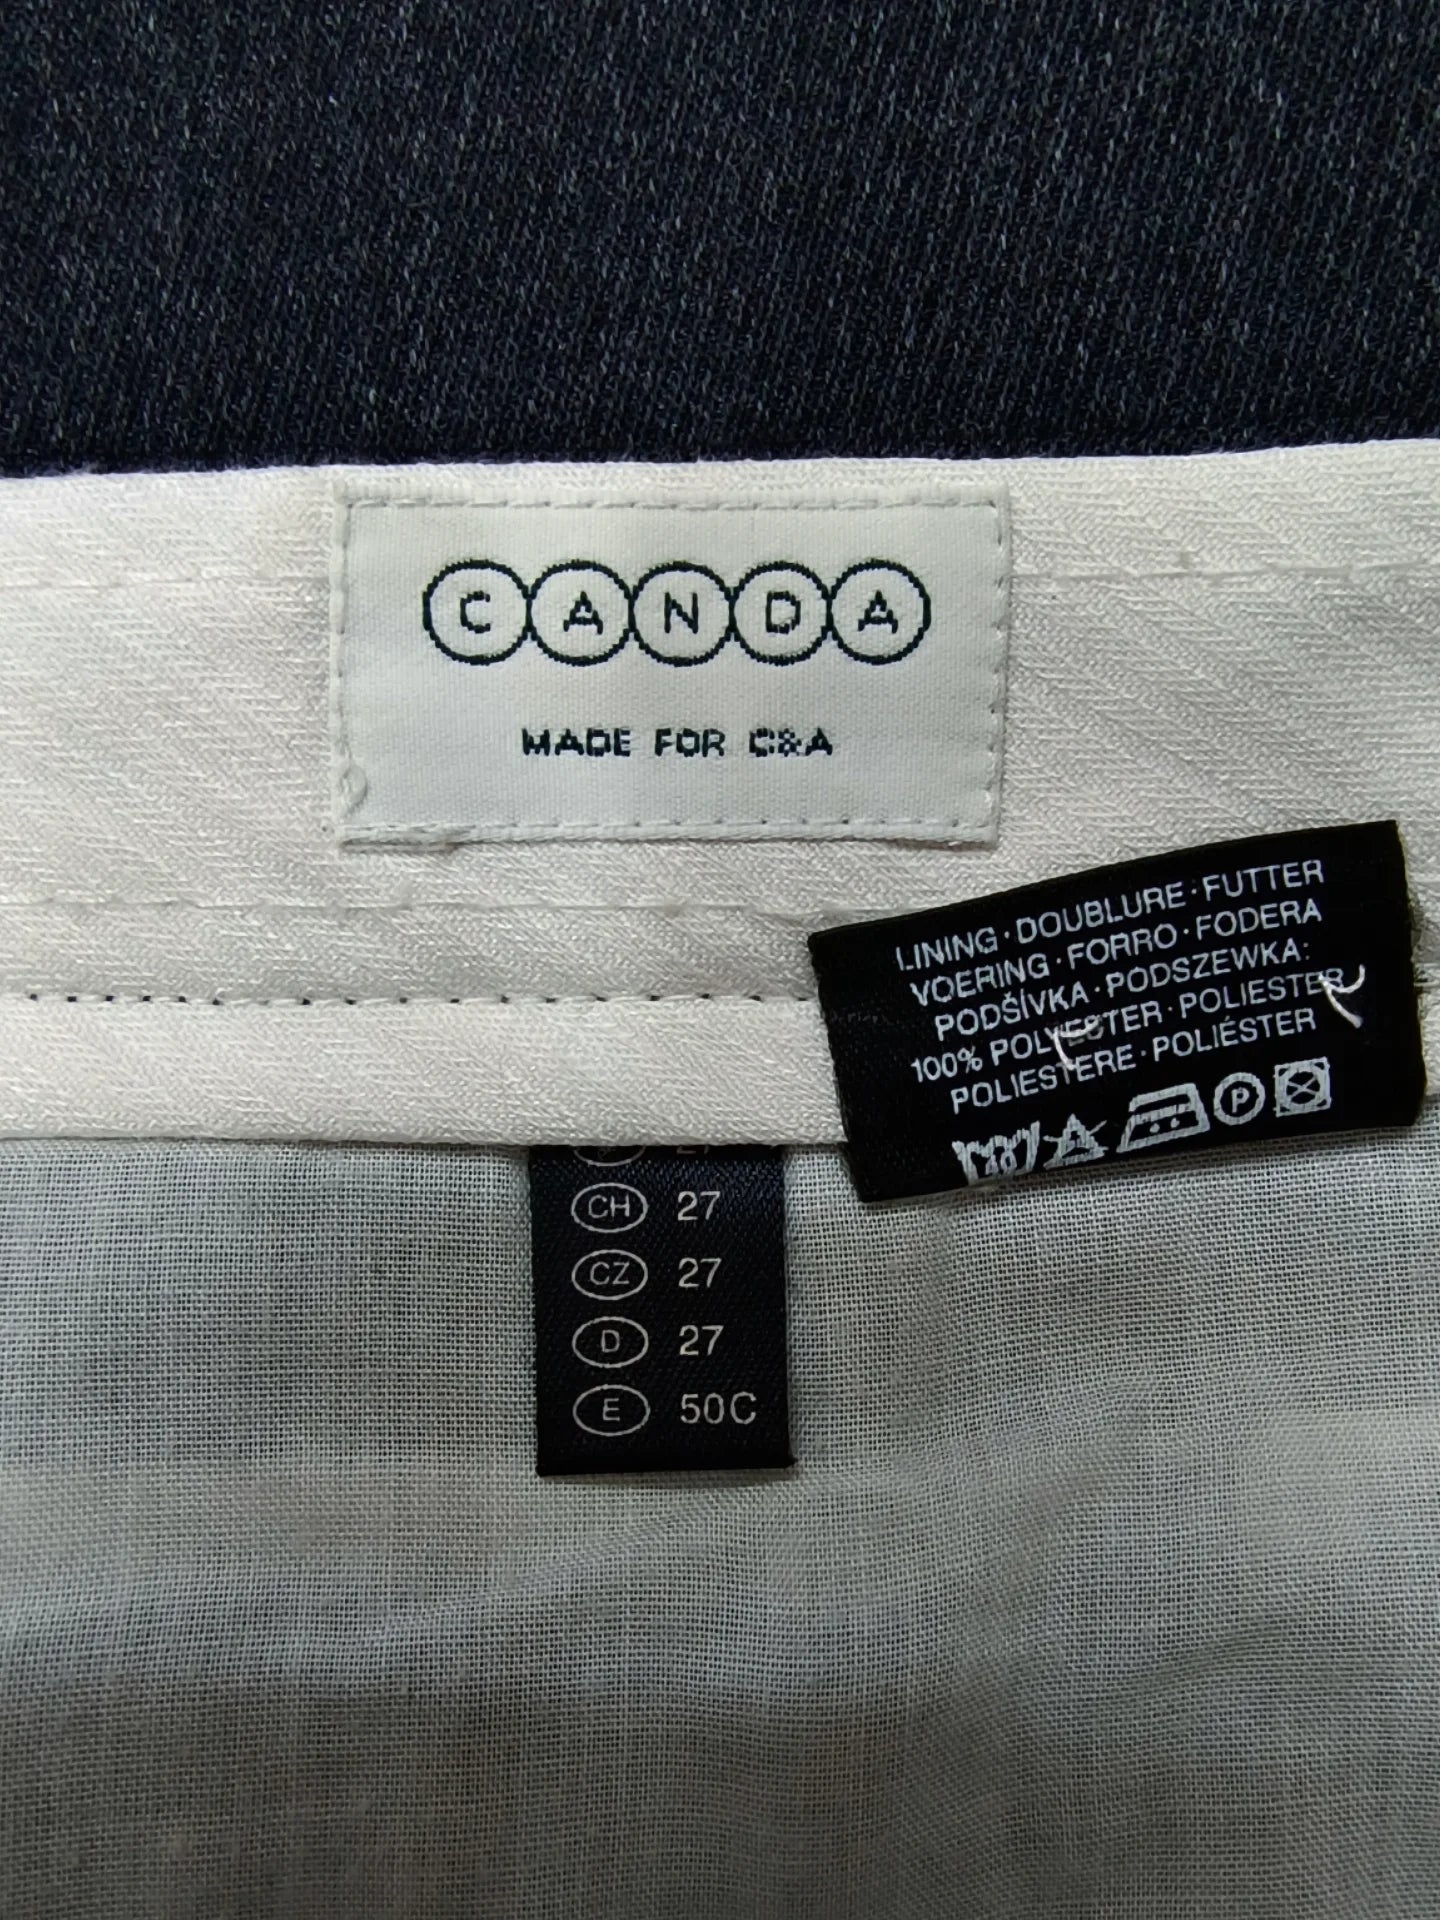 CANDA
MADE FOR C&A
LINING · DOUBLURE · FUTTER
VOERING · FORRO · FODERA
PODŠÍVKA · PODSZEWKA:
100% POLYESTER · POLIESTER
POLIESTERE · POLIÉSTER
P
CH 27
CZ 27
D 27
E 50C